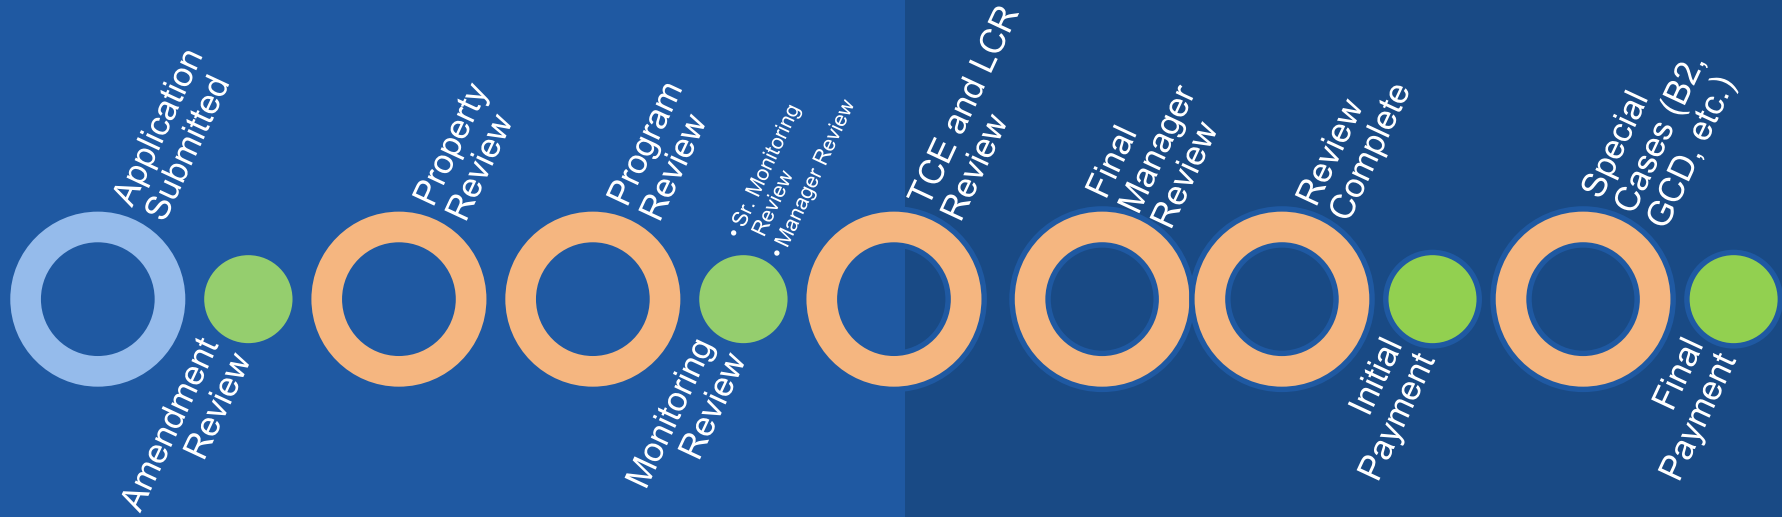 Application
Submitted
Amendment
Review
Property
Review
Program
Review
Monitoring
Review
• Sr. Monitoring
Review
• Manager Review
TCE and LCR
Review
Final
Manager
Review
Review
Complete
Initial
Payment
Special
Cases (B2,
GCD, etc.)
Final
Payment